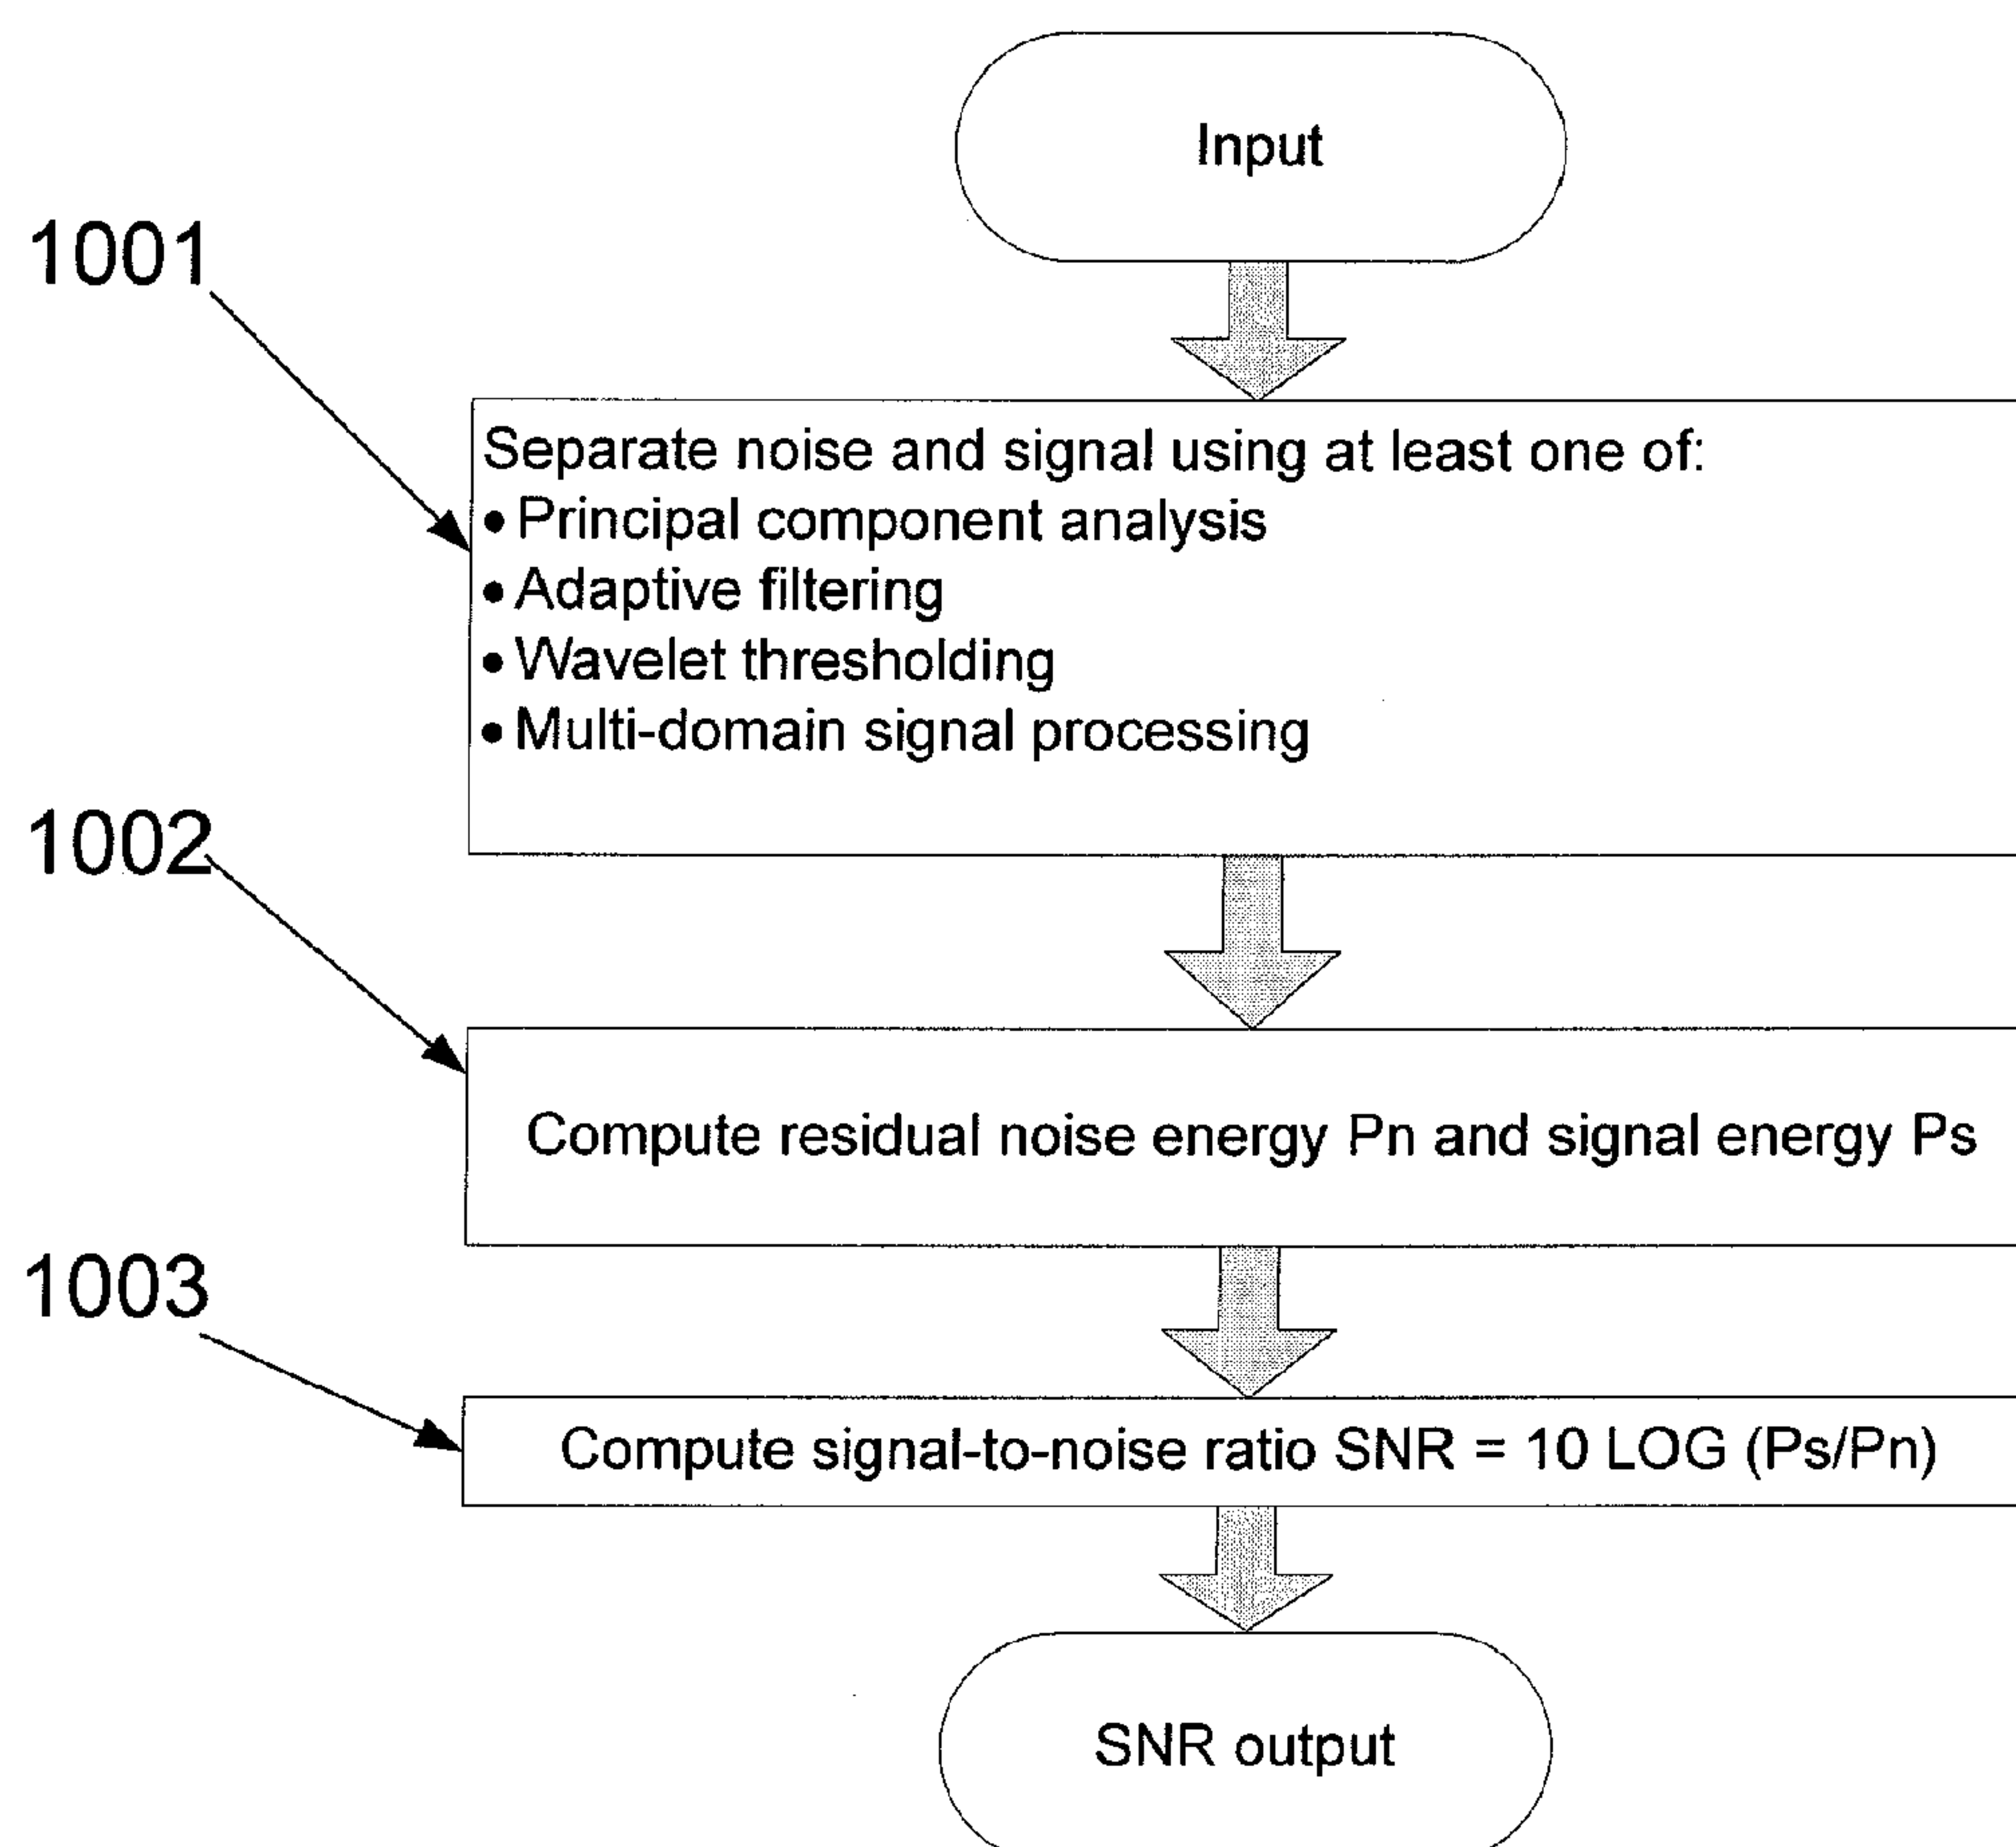 Input
1001
Separate noise and signal using at least one of:
• Principal component analysis
• Adaptive filtering
• Wavelet thresholding
• Multi-domain signal processing
1002
Compute residual noise energy Pn and signal energy Ps
1003
Compute signal-to-noise ratio SNR = 10 LOG (Ps/Pn)
SNR output